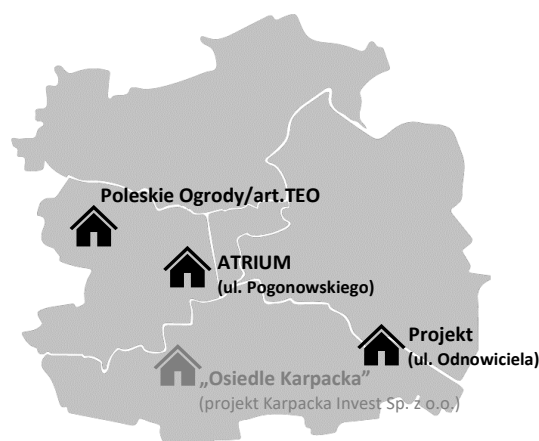 Poleskie Ogrody/art.TEO
ATRIUM
(ul. Pogonowskiego)
Projekt
(ul. Odnowiciela)
„Osiedle Karpacka”
(projekt Karpacka Invest Sp. z o.o.)